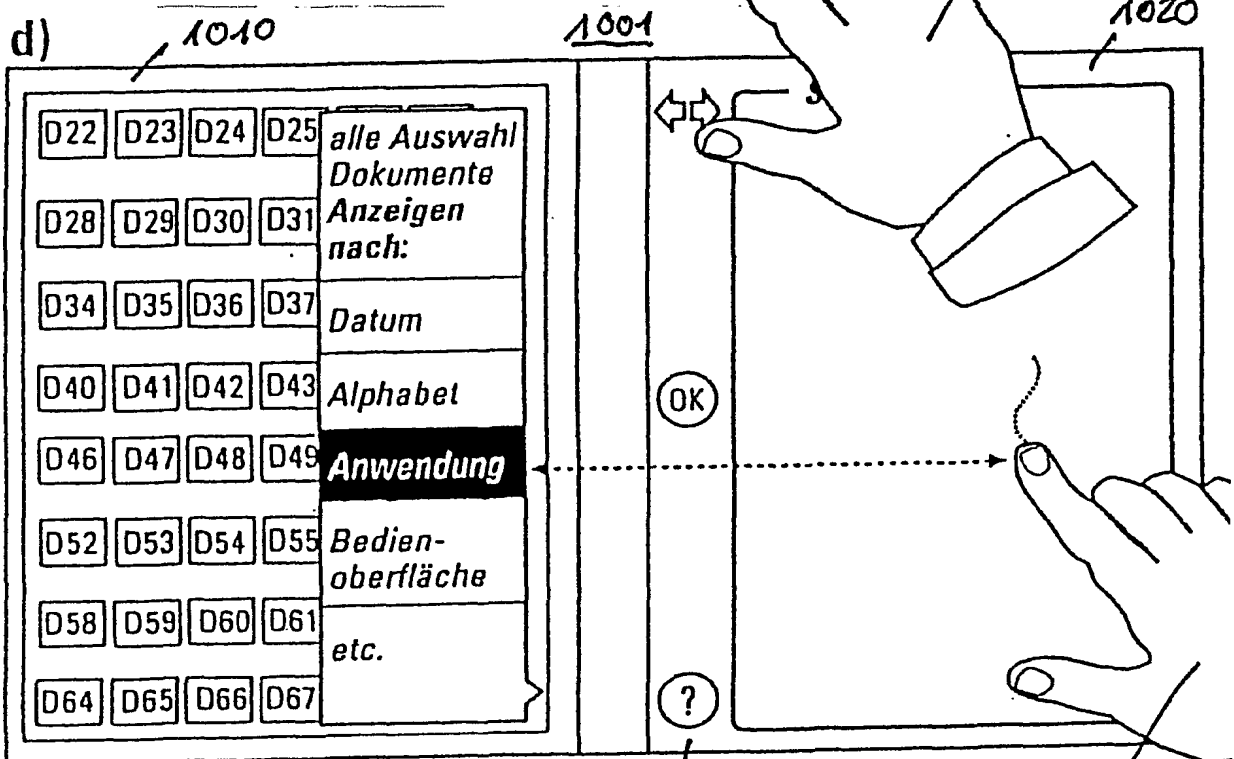 d)
1010
1001
1020
D22 D23 D24 D25
alle Auswahl
Dokumente
Anzeigen
nach:
D28 D29 D30 D31
D34 D35 D36 D37
Datum
D40 D41 D42 D43
Alphabet
OK
D46 D47 D48 D49
Anwendung
D52 D53 D54 D55
Bedien-
oberfläche
D58 D59 D60 D61
etc.
D64 D65 D66 D67
?